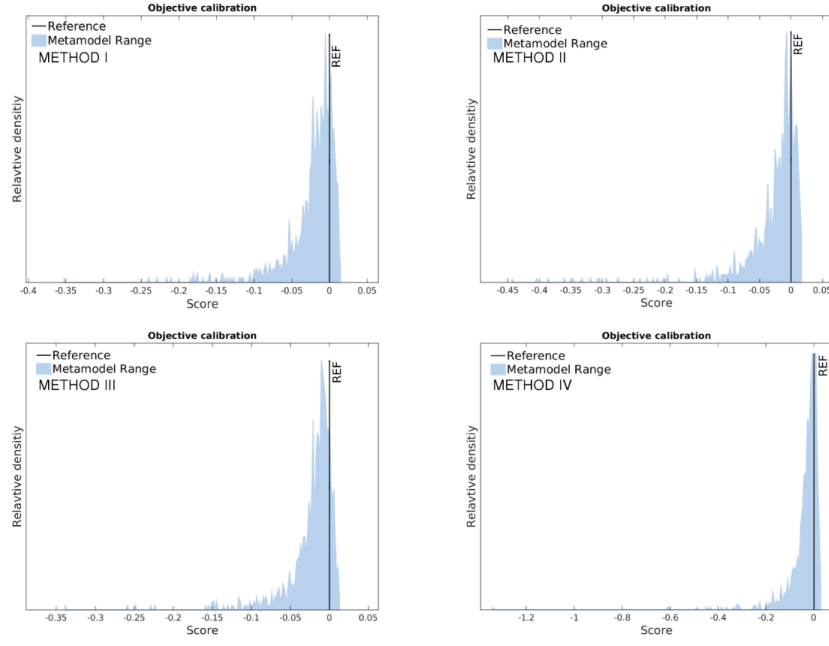 Objective calibration
Reference
Metamodel Range
METHOD I
REF
Relavtive densitiy
-0.4 -0.35 -0.3 -0.25 -0.2 -0.15 -0.1 -0.05 0 0.05
Score
Objective calibration
Reference
Metamodel Range
METHOD II
REF
Relavtive densitiy
-0.45 -0.4 -0.35 -0.3 -0.25 -0.2 -0.15 -0.1 -0.05 0 0.05
Score
Objective calibration
Reference
Metamodel Range
METHOD III
REF
Relavtive densitiy
-0.35 -0.3 -0.25 -0.2 -0.15 -0.1 -0.05 0 0.05
Score
Objective calibration
Reference
Metamodel Range
METHOD IV
REF
Relavtive densitiy
-1.2 -1 -0.8 -0.6 -0.4 -0.2 0
Score